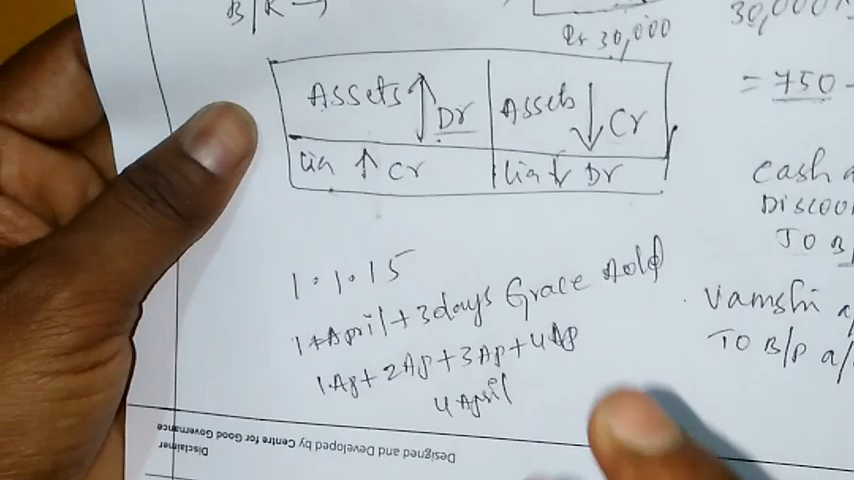 B/R →
Rs 30,000
30,000
= 750 -
Assets ↑ Dr
Assets ↓ Cr
Lia ↑ Cr
Lia ↓ Dr
Cash a
Discou
TO B/
1.1.15
April + 3 days Grace
1 Ap + 2 Ap + 3 Ap + 4 Ap
4 April
Vamshi a/
TO B/P a/
Designed and Developed by Centre for Good Governance
Disclaimer